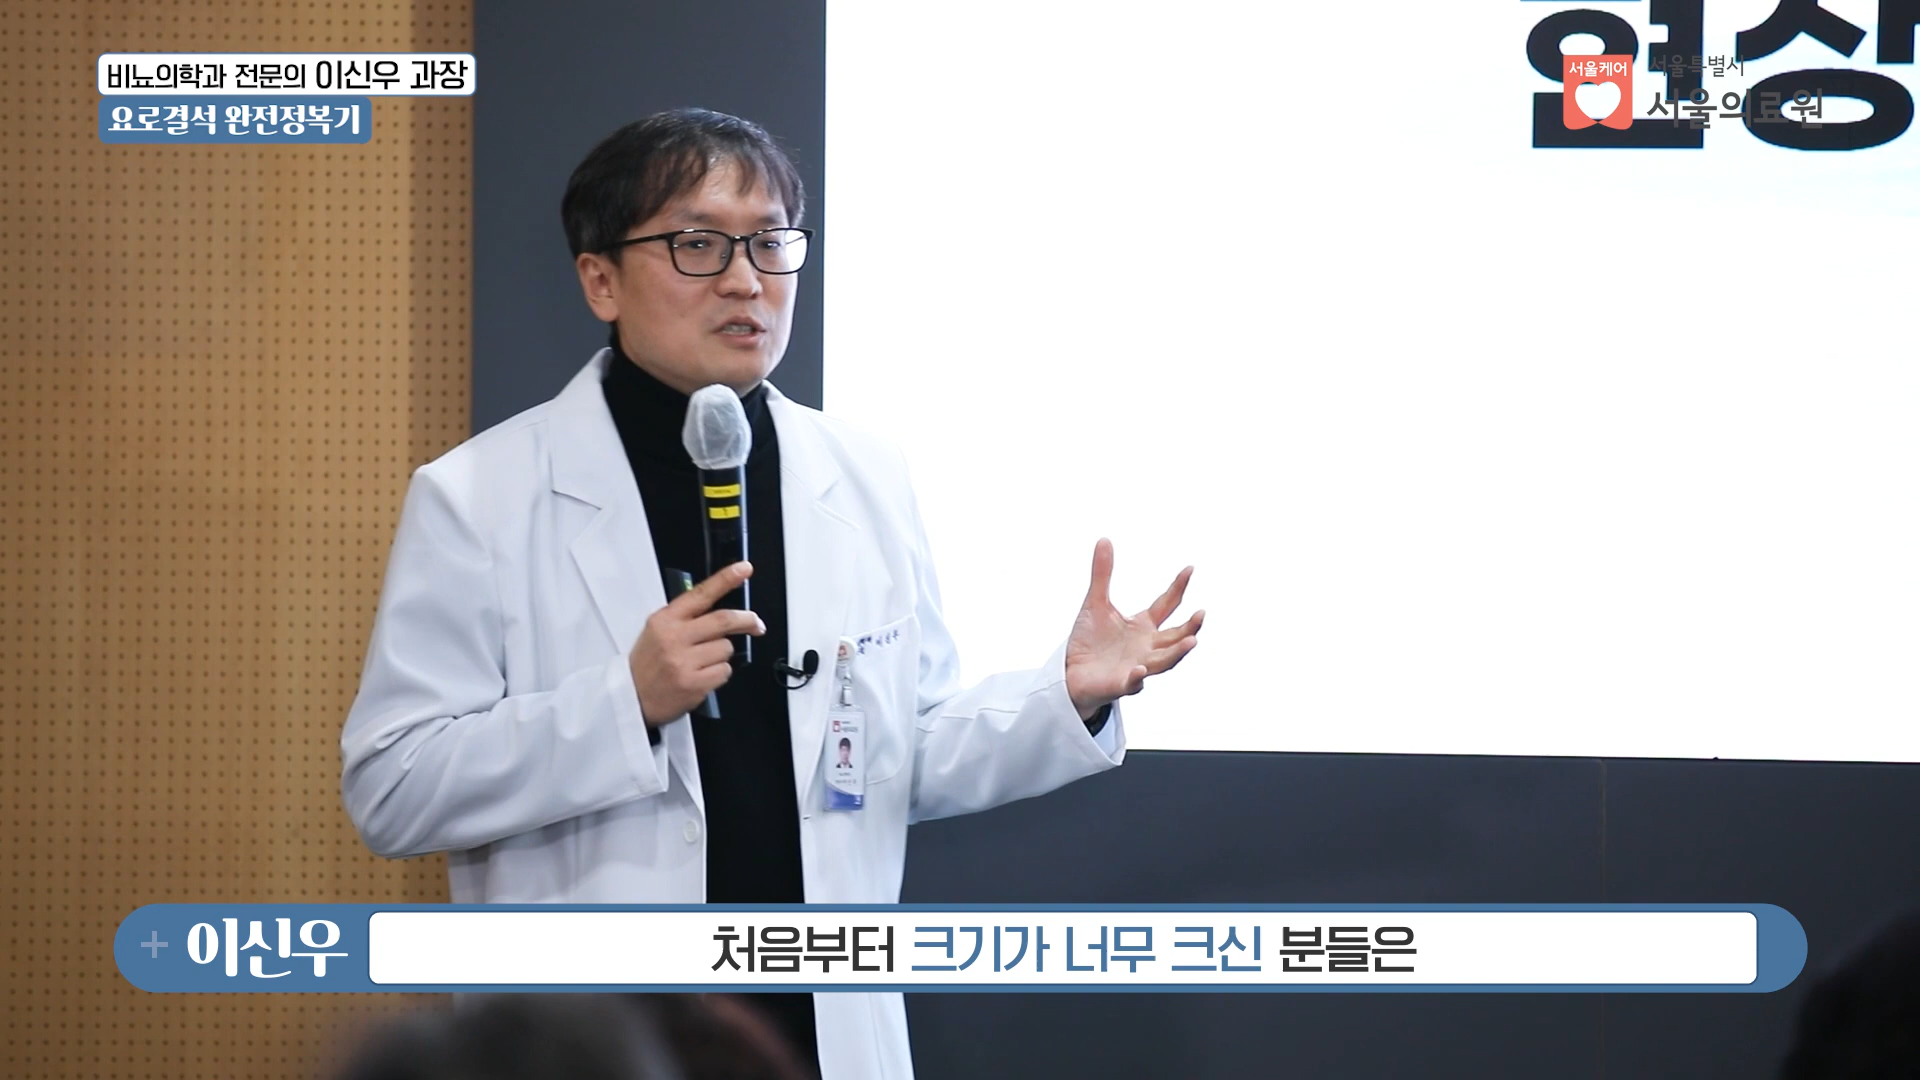 비뇨의학과 전문의 이신우 과장
요로결석 완전정복기
현상
서울케어
서울특별시
서울의료원
이신우
처음부터 크기가 너무 크신 분들은